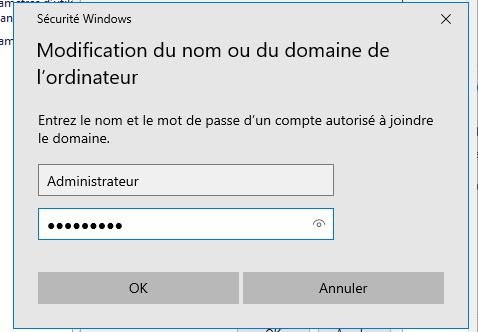 Sécurité Windows
Modification du nom ou du domaine de
l'ordinateur
Entrez le nom et le mot de passe d'un compte autorisé à joindre
le domaine.
Administrateur
●●●●●●●●●
OK
Annuler